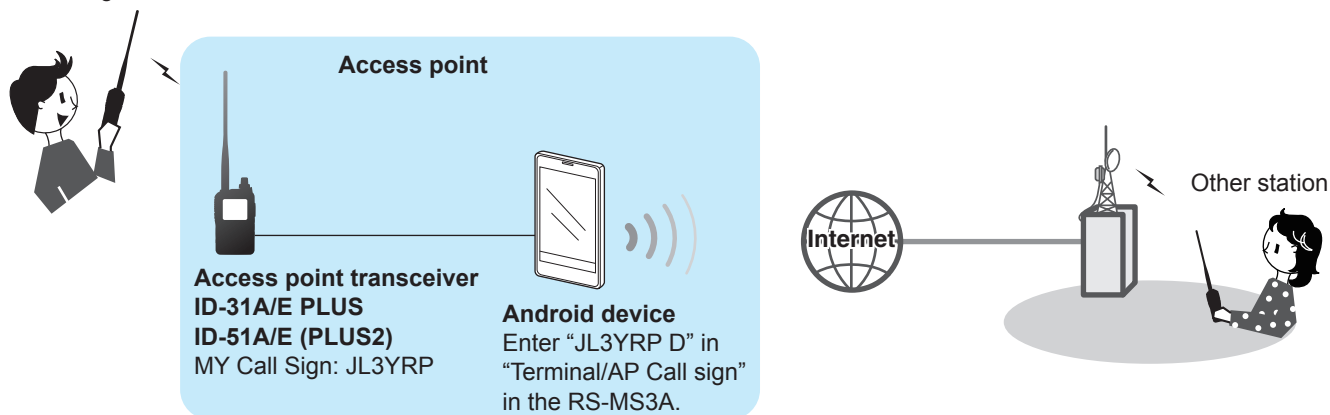 Access point
Internet
Other station
Access point transceiver
ID-31A/E PLUS
ID-51A/E (PLUS2)
MY Call Sign: JL3YRP
Android device
Enter “JL3YRP D” in
“Terminal/AP Call sign”
in the RS-MS3A.